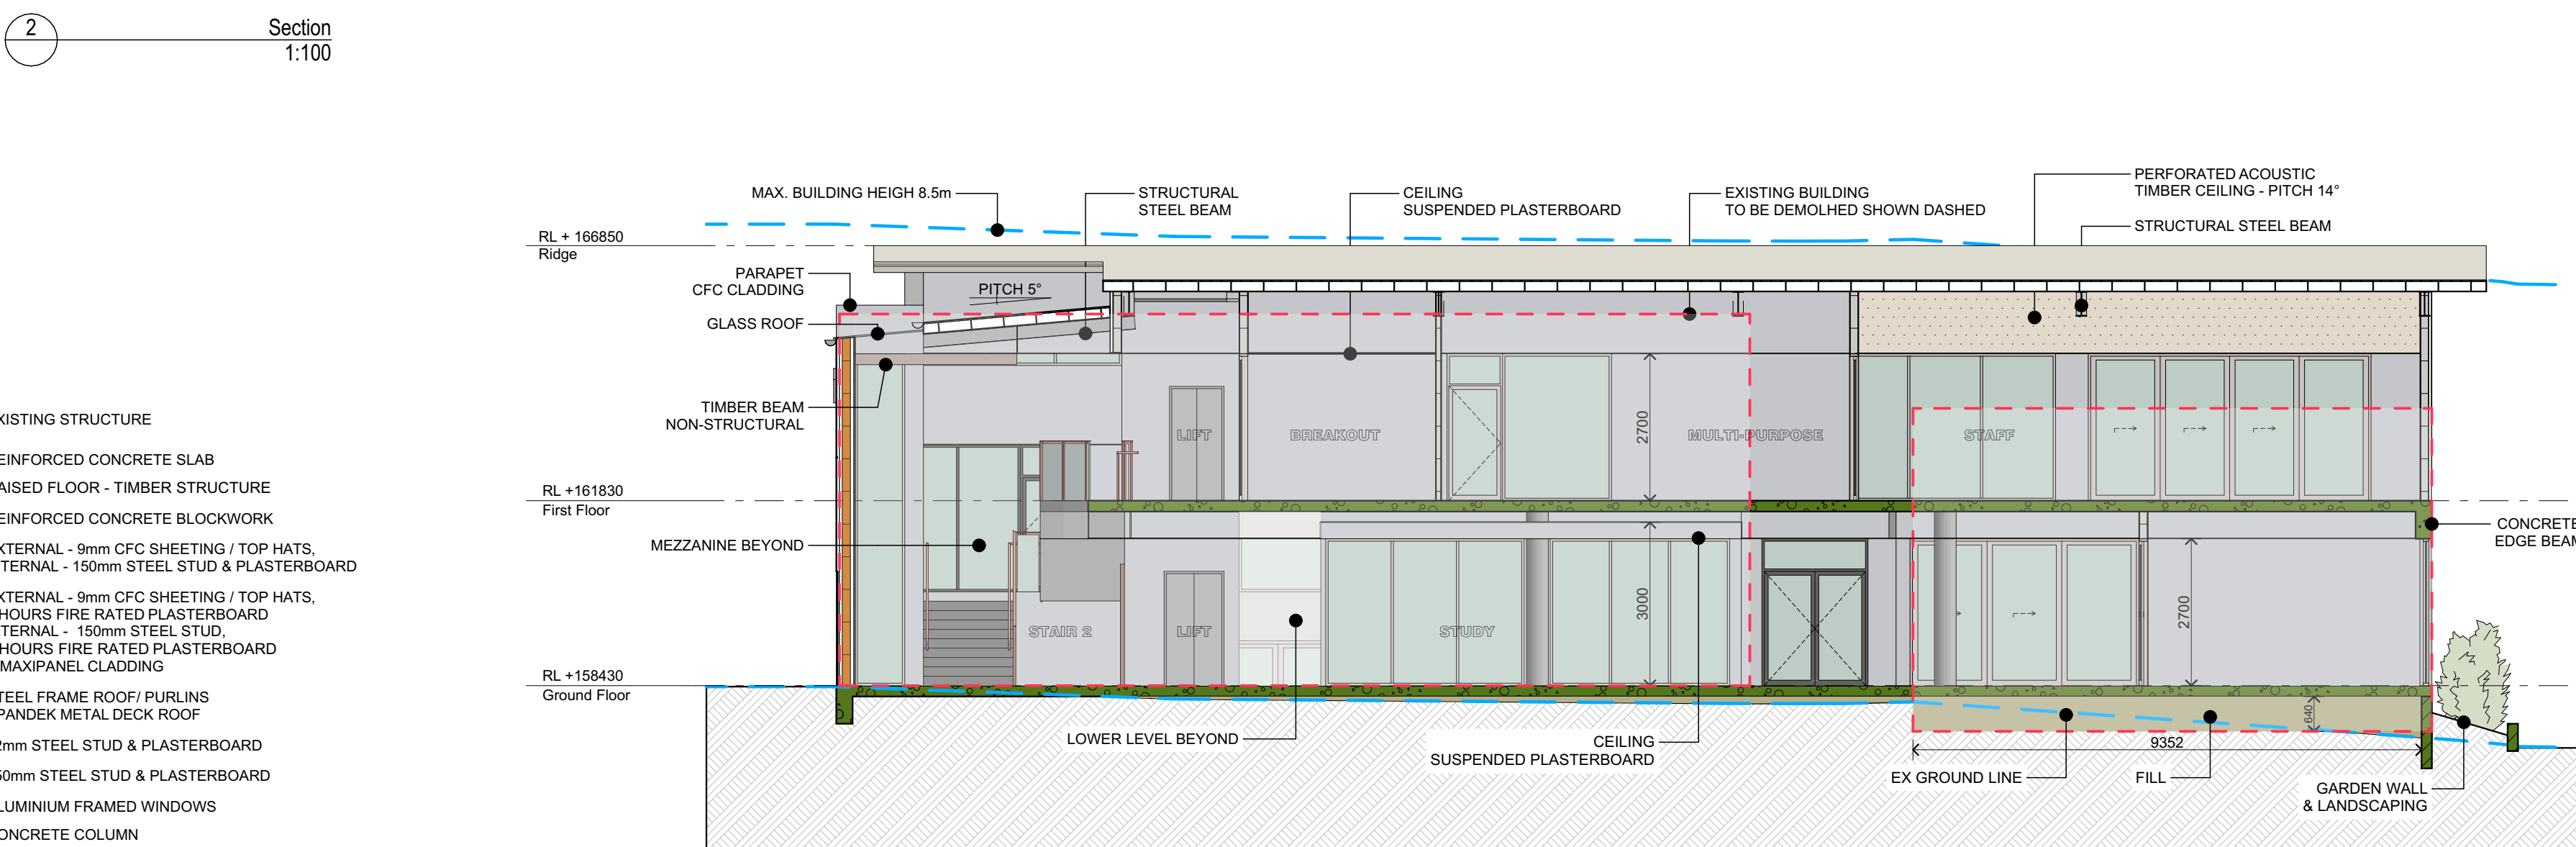 2
Section
1:100
MAX. BUILDING HEIGH 8.5m
STRUCTURAL
STEEL BEAM
CEILING
SUSPENDED PLASTERBOARD
EXISTING BUILDING
TO BE DEMOLHED SHOWN DASHED
PERFORATED ACOUSTIC
TIMBER CEILING - PITCH 14°
STRUCTURAL STEEL BEAM
RL + 166850
Ridge
PARAPET
CFC CLADDING
PITCH 5°
GLASS ROOF
TIMBER BEAM
NON-STRUCTURAL
LIFT
BREAKOUT
2700
MULTI-PURPOSE
STAFF
RL +161830
First Floor
MEZZANINE BEYOND
CONCRETE
EDGE BEAM
3000
2700
STAIR 2
LIFT
STUDY
RL +158430
Ground Floor
640
LOWER LEVEL BEYOND
CEILING
SUSPENDED PLASTERBOARD
9352
EX GROUND LINE
FILL
GARDEN WALL
& LANDSCAPING
XISTING STRUCTURE
EINFORCED CONCRETE SLAB
AISED FLOOR - TIMBER STRUCTURE
EINFORCED CONCRETE BLOCKWORK
XTERNAL - 9mm CFC SHEETING / TOP HATS,
TERNAL - 150mm STEEL STUD & PLASTERBOARD
XTERNAL - 9mm CFC SHEETING / TOP HATS,
HOURS FIRE RATED PLASTERBOARD
TERNAL - 150mm STEEL STUD,
HOURS FIRE RATED PLASTERBOARD
MAXIPANEL CLADDING
TEEL FRAME ROOF/ PURLINS
PANDEK METAL DECK ROOF
2mm STEEL STUD & PLASTERBOARD
50mm STEEL STUD & PLASTERBOARD
LUMINIUM FRAMED WINDOWS
ONCRETE COLUMN